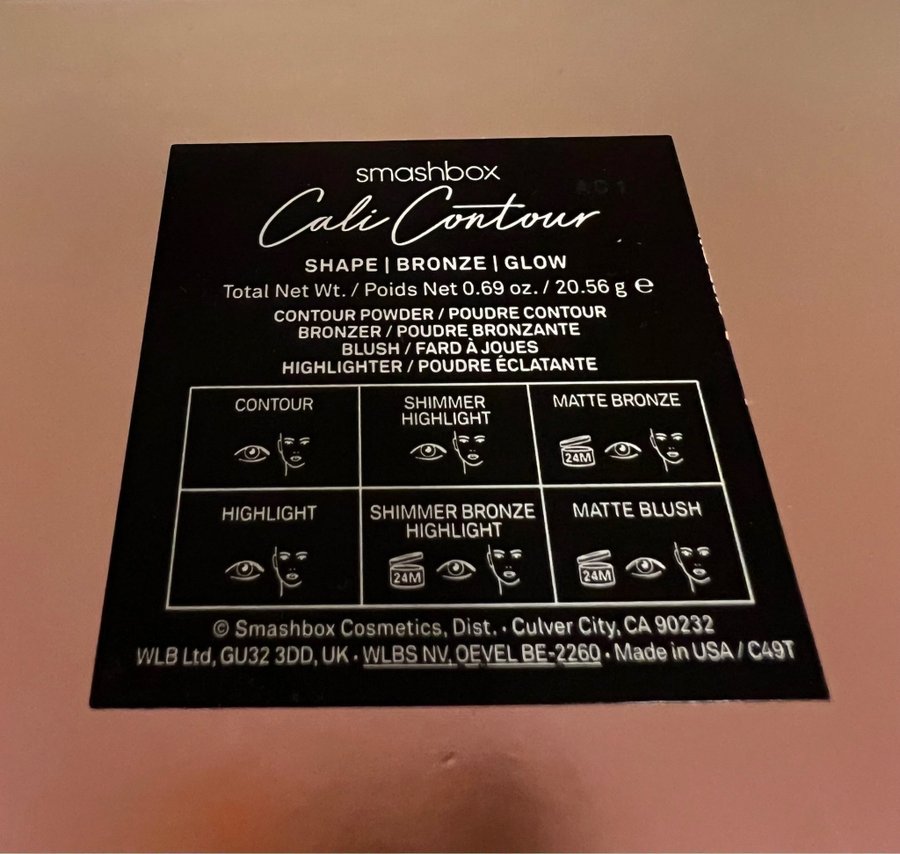 smashbox
Cali Contour
SHAPE | BRONZE | GLOW
Total Net Wt. / Poids Net 0.69 oz. / 20.56 g ℮
CONTOUR POWDER / POUDRE CONTOUR
BRONZER / POUDRE BRONZANTE
BLUSH / FARD À JOUES
HIGHLIGHTER / POUDRE ÉCLATANTE
CONTOUR
SHIMMER
HIGHLIGHT
MATTE BRONZE
24M
HIGHLIGHT
SHIMMER BRONZE
HIGHLIGHT
24M
MATTE BLUSH
24M
© Smashbox Cosmetics, Dist. • Culver City, CA 90232
WLB Ltd, GU32 3DD, UK • WLBS NV, OEVEL BE-2260 • Made in USA / C49T